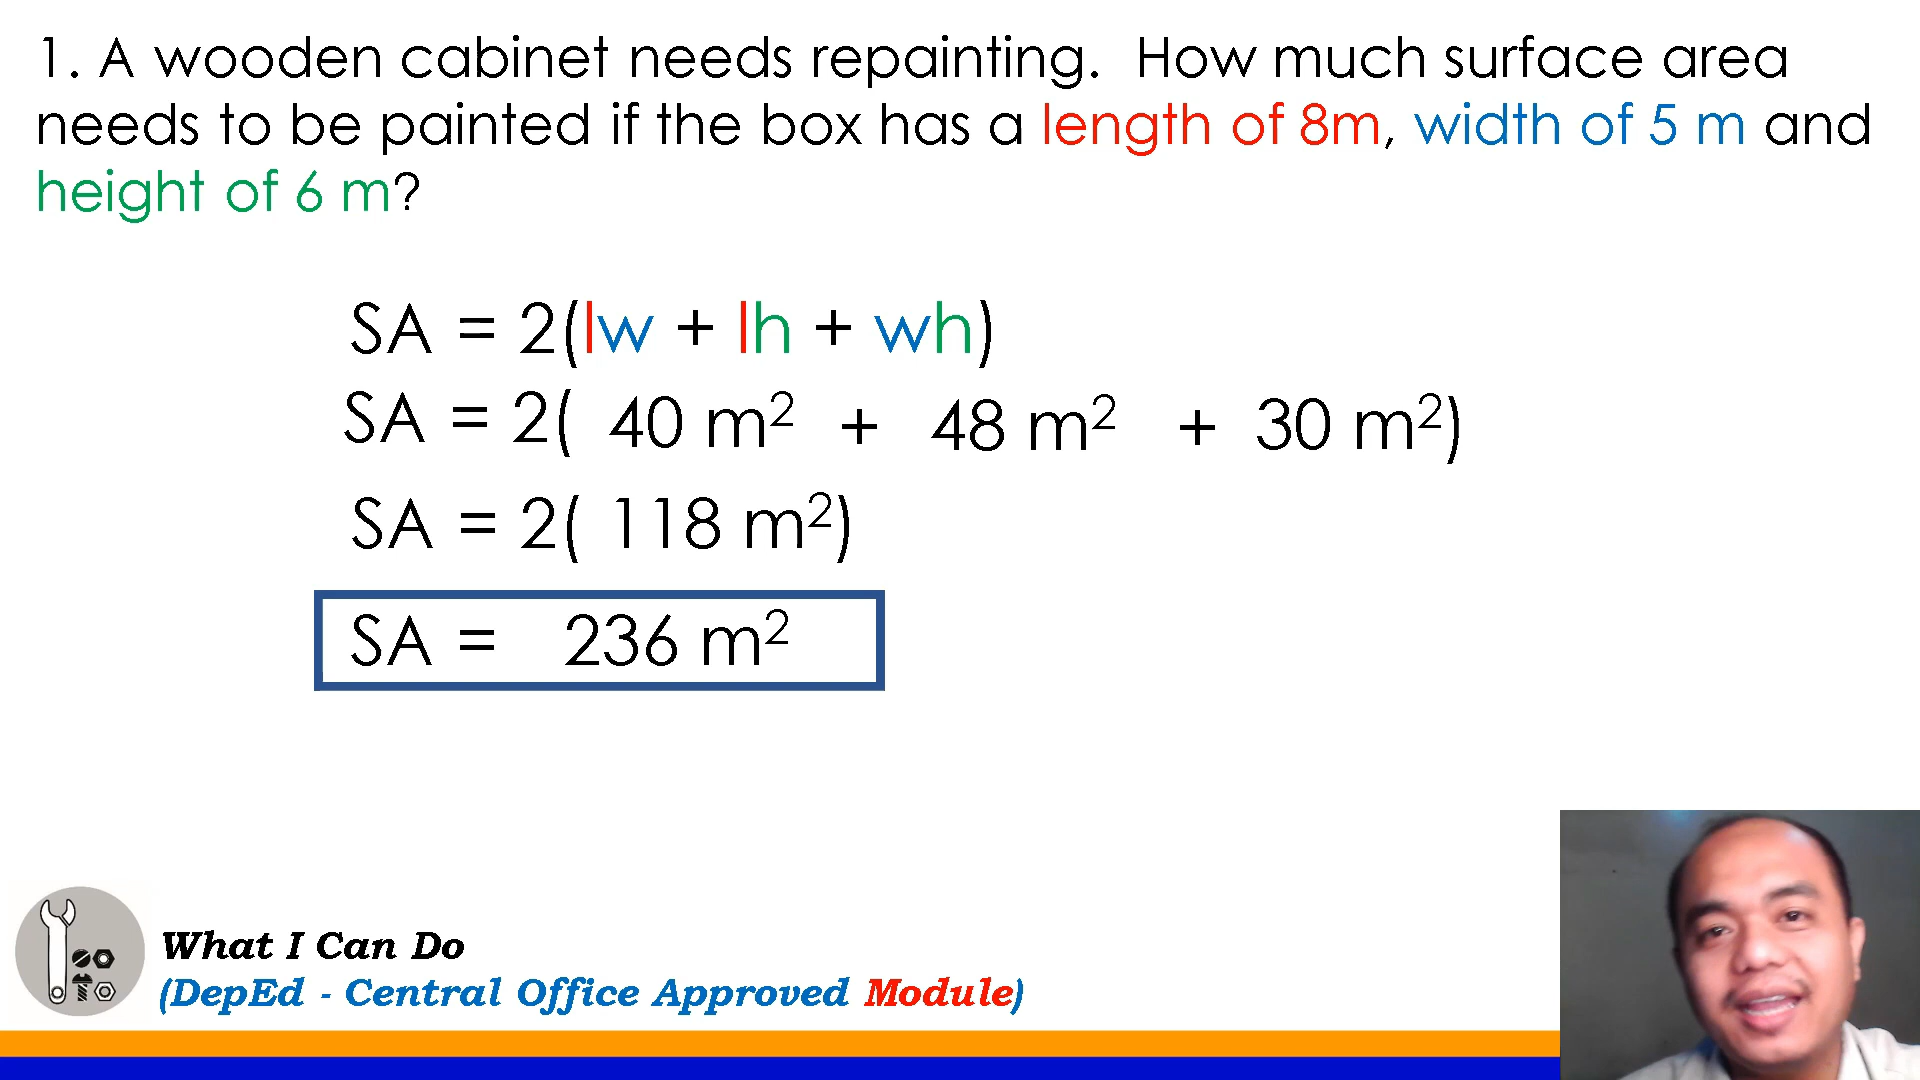 1. A wooden cabinet needs repainting. How much surface area
needs to be painted if the box has a length of 8m, width of 5 m and
height of 6 m?
SA = 2(lw + lh + wh)
SA = 2( 40 m² + 48 m² + 30 m²)
SA = 2( 118 m²)
SA = 236 m²
What I Can Do
(DepEd - Central Office Approved Module)